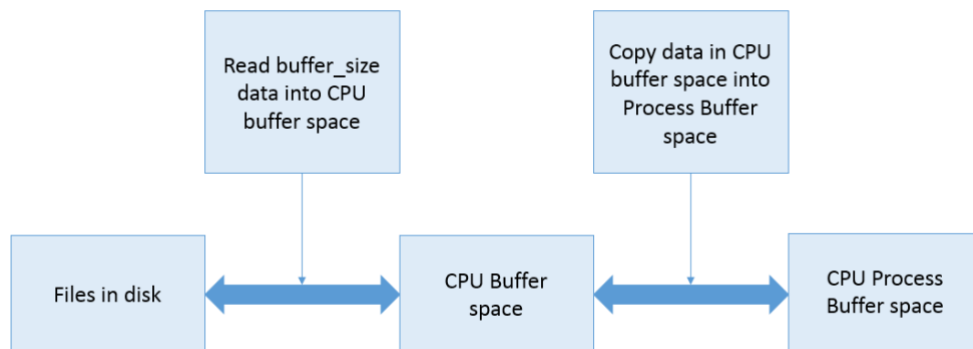 Read buffer_size
data into CPU
buffer space
Copy data in CPU
buffer space into
Process Buffer
space
Files in disk
CPU Buffer
space
CPU Process
Buffer space